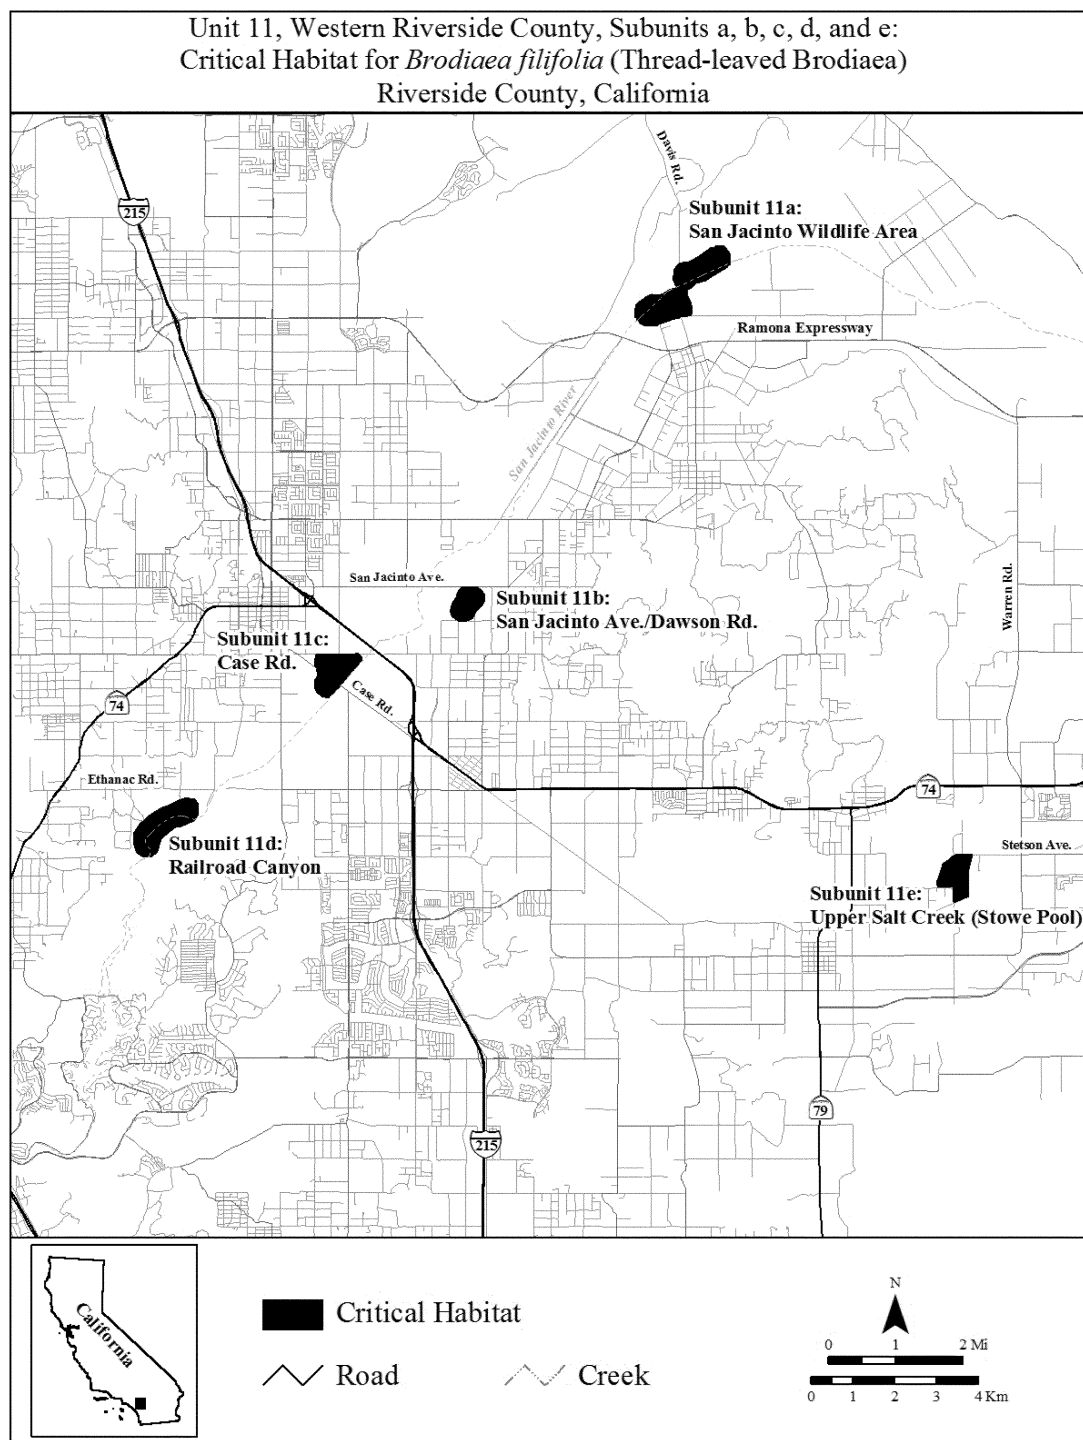 Unit 11, Western Riverside County, Subunits a, b, c, d, and e:
Critical Habitat for Brodiaea filifolia (Thread-leaved Brodiaea)
Riverside County, California
Davis Rd.
215
Subunit 11a:
San Jacinto Wildlife Area
Ramona Expressway
San Jacinto River
San Jacinto Ave.
Subunit 11b:
San Jacinto Ave./Dawson Rd.
Warren Rd.
Subunit 11c:
Case Rd.
Case Rd.
74
Ethanac Rd.
74
Subunit 11d:
Railroad Canyon
Stetson Ave.
Subunit 11e:
Upper Salt Creek (Stowe Pool)
79
215
California
Critical Habitat
Road
Creek
N
0 1 2 Mi
0 1 2 3 4 Km